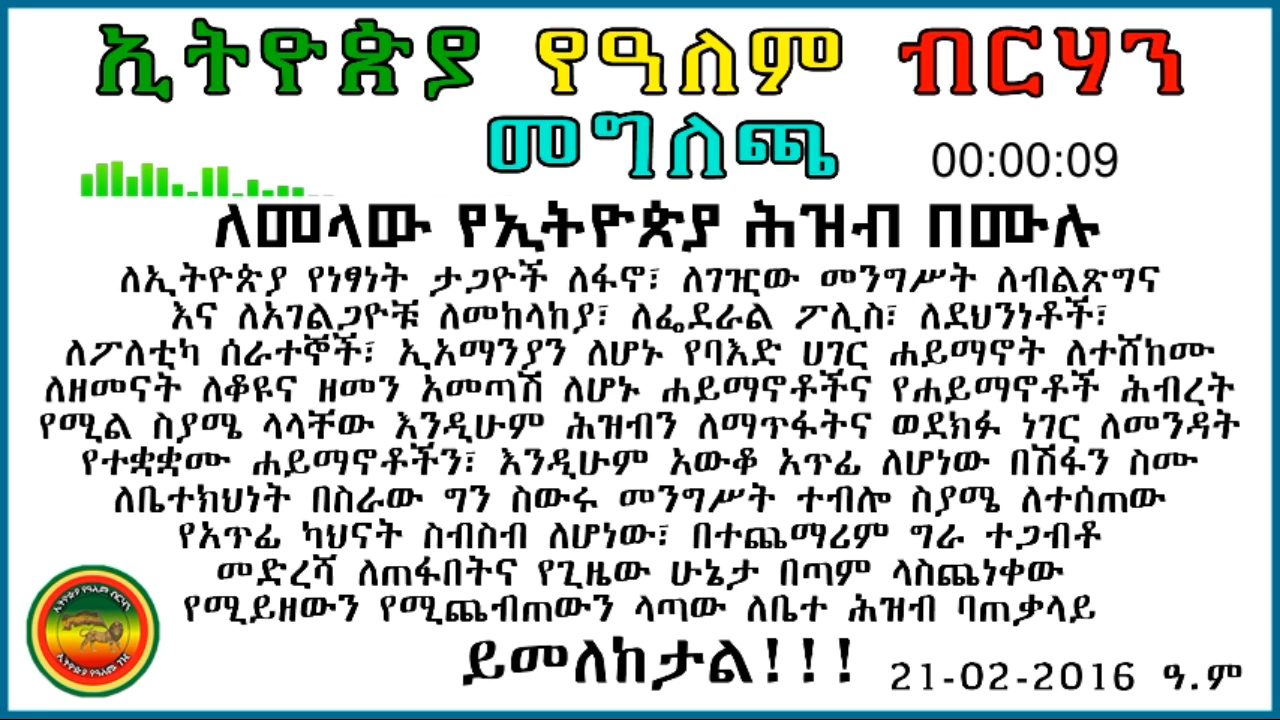 ኢትዮጵያ የዓለም ብርሃን
መግለጫ
00:00:09
ለመላው የኢትዮጵያ ሕዝብ በሙሉ
ለኢትዮጵያ የነፃነት ታጋዮች ለፋኖ፣ ለገዢው መንግሥት ለብልጽግና
እና ለአገልጋዮቹ ለመከላከያ፣ ለፌደራል ፖሊስ፣ ለደህንነቶች፣
ለፖለቲካ ሰራተኞች፣ ኢአማንያን ለሆኑ የባእድ ሀገር ሐይማኖት ለተሸከሙ
ለዘመናት ለቆዩና ዘመን አመጣሽ ለሆኑ ሐይማኖቶችና የሐይማኖቶች ሕብረት
የሚል ስያሜ ላላቸው እንዲሁም ሕዝብን ለማጥፋትና ወደክፉ ነገር ለመንዳት
የተቋቋሙ ሐይማኖቶችን፣ እንዲሁም አውቆ አጥፊ ለሆነው በሽፋን ስሙ
ለቤተክህነት በስራው ግን ስውሩ መንግሥት ተብሎ ስያሜ ለተሰጠው
የአጥፊ ካህናት ስብስብ ለሆነው፣ በተጨማሪም ግራ ተጋብቶ
መድረሻ ለጠፋበትና የጊዜው ሁኔታ በጣም ላስጨነቀው
የሚይዘውን የሚጨብጠውን ላጣው ለቤተ ሕዝብ ባጠቃላይ
ይመለከታል!!!
21-02-2016 ዓ.ም
ኢትዮጵያ የዓለም ብርሃን